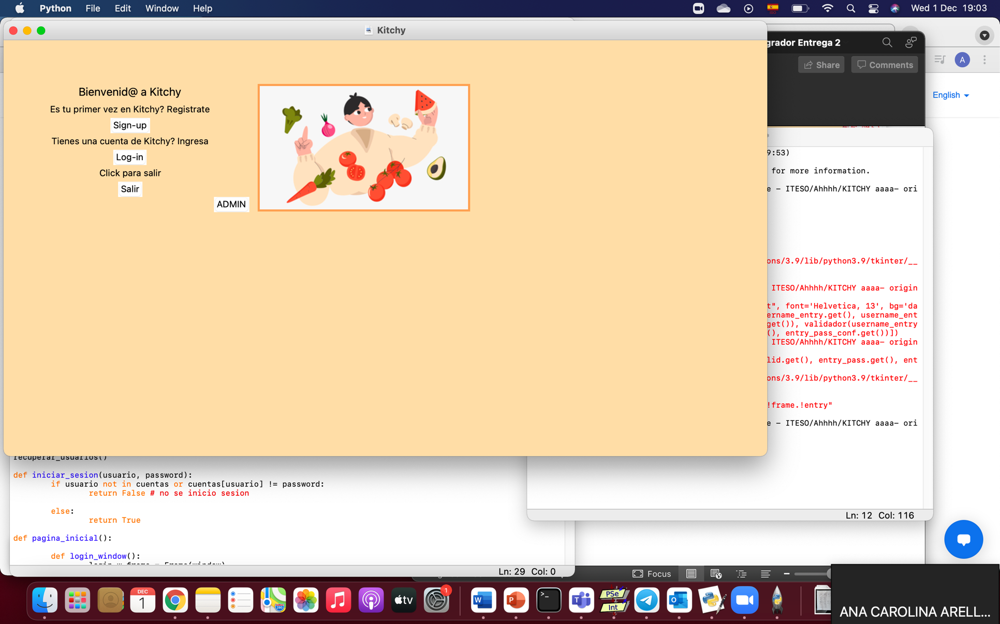 Python File Edit Window Help
Wed 1 Dec 19:03
Kitchy
Bienvenid@ a Kitchy
Es tu primer vez en Kitchy? Registrate
Sign-up
Tienes una cuenta de Kitchy? Ingresa
Log-in
Click para salir
Salir
ADMIN
grador Entrega 2
Share Comments
A
English
9:53)
for more information.
e - ITESO/Ahhhh/KITCHY aaaa- ori
ons/3.9/lib/python3.9/tkinter/__
ITESO/Ahhhh/KITCHY aaaa- origin
t", font='Helvetica, 13', bg='da
ername_entry.get(), username_ent
get()), validador(username_entry
(), entry_pass_conf.get())])
ITESO/Ahhhh/KITCHY aaaa- origin
lid.get(), entry_pass.get(), ent
ons/3.9/lib/python3.9/tkinter/__
!frame.!entry"
e - ITESO/Ahhhh/KITCHY aaaa- ori
Ln: 12 Col: 116
recuperar_usuarios()
def iniciar_sesion(usuario, password):
if usuario not in cuentas or cuentas[usuario] != password:
return False # no se inicio sesion
else:
return True
def pagina_inicial():
def login_window():
login_w_frame = Frame(window)
Ln: 29 Col: 0
Focus
DEC
1
tv
1
W
P
>_
PSe
Int
ANA CAROLINA ARELL...